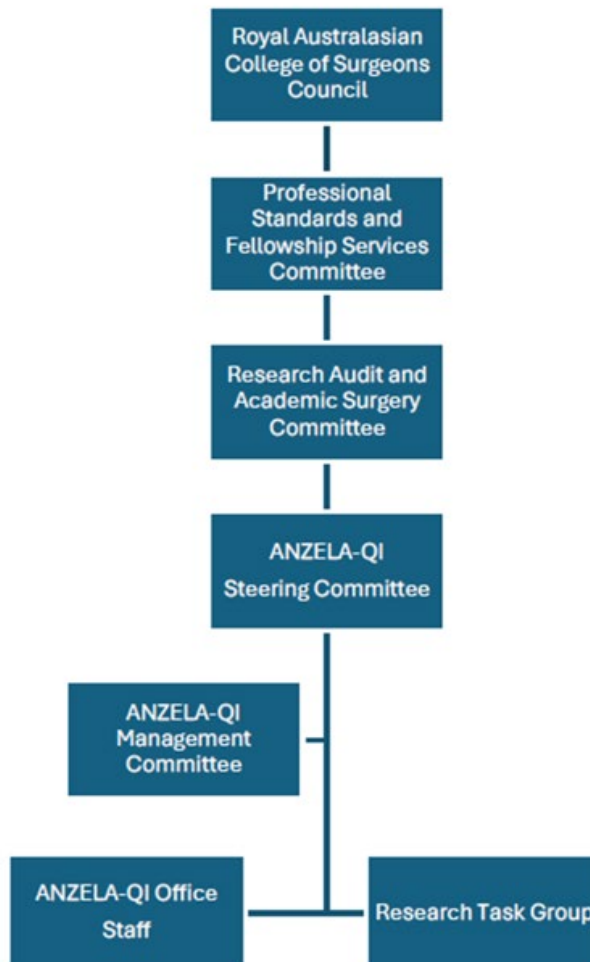 Royal Australasian
College of Surgeons
Council
Professional
Standards and
Fellowship Services
Committee
Research Audit and
Academic Surgery
Committee
ANZELA-QI
Steering Committee
ANZELA-QI
Management
Committee
ANZELA-QI Office
Staff
Research Task Group